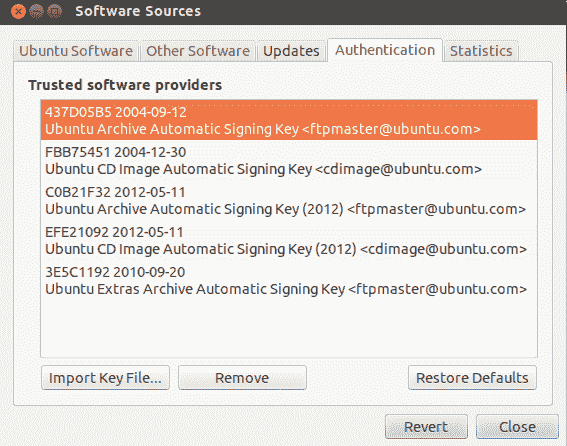 Software Sources
Ubuntu Software Other Software Updates Authentication Statistics
Trusted software providers
437D05B5 2004-09-12
Ubuntu Archive Automatic Signing Key <ftpmaster@ubuntu.com>
FBB75451 2004-12-30
Ubuntu CD Image Automatic Signing Key <cdimage@ubuntu.com>
C0B21F32 2012-05-11
Ubuntu Archive Automatic Signing Key (2012) <ftpmaster@ubuntu.com>
EFE21092 2012-05-11
Ubuntu CD Image Automatic Signing Key (2012) <cdimage@ubuntu.com>
3E5C1192 2010-09-20
Ubuntu Extras Archive Automatic Signing Key <ftpmaster@ubuntu.com>
Import Key File... Remove Restore Defaults
Revert Close